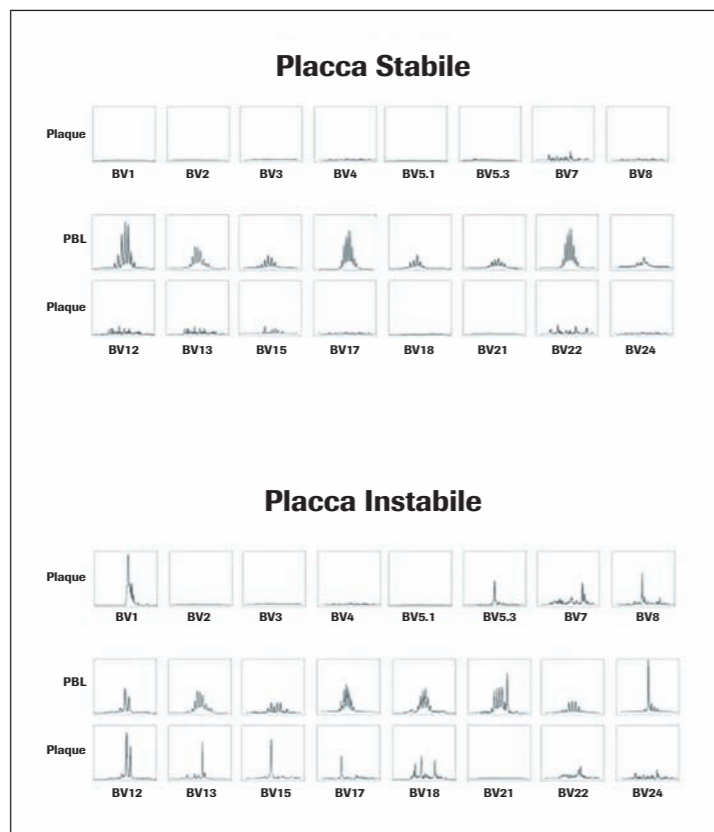 Placca Stabile
Plaque
BV1 BV2 BV3 BV4 BV5.1 BV5.3 BV7 BV8
PBL
Plaque
BV12 BV13 BV15 BV17 BV18 BV21 BV22 BV24
Placca Instabile
Plaque
BV1 BV2 BV3 BV4 BV5.1 BV5.3 BV7 BV8
PBL
Plaque
BV12 BV13 BV15 BV17 BV18 BV21 BV22 BV24